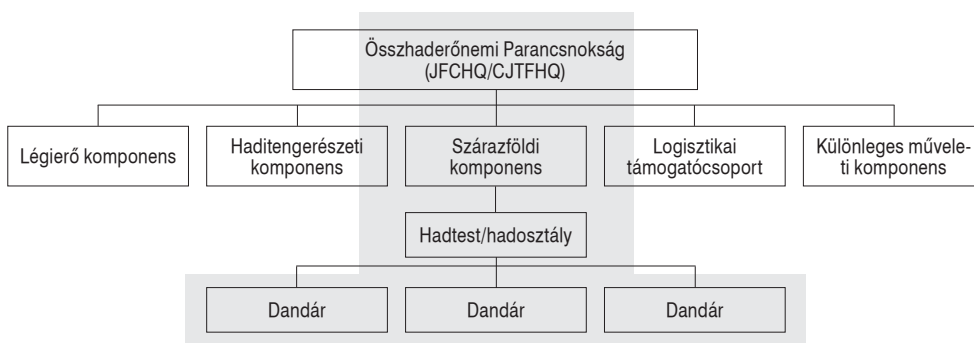 Összhaderőnemi Parancsnokság
(JFCHQ/CJTFHQ)
Légierő komponens
Haditengerészeti
komponens
Szárazföldi
komponens
Logisztikai
támogatócsoport
Különleges művele-
ti komponens
Hadtest/hadosztály
Dandár
Dandár
Dandár